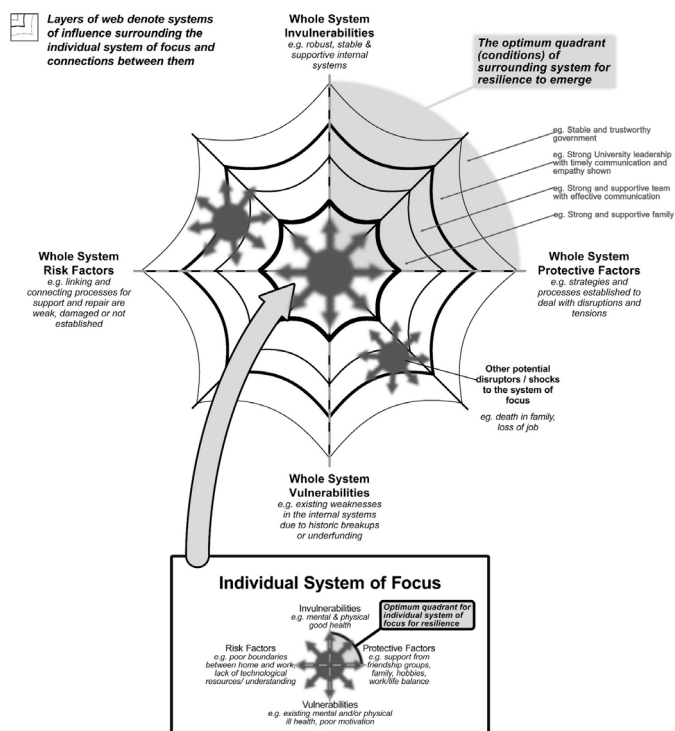 Layers of web denote systems
of influence surrounding the
individual system of focus and
connections between them
Whole System
Invulnerabilities
e.g. robust, stable &
supportive internal
systems
The optimum quadrant
(conditions) of
surrounding system for
resilience to emerge
eg. Stable and trustworthy
government
eg. Strong University leadership
with timely communication and
empathy shown
eg. Strong and supportive team
with effective communication
eg. Strong and supportive family
Whole System
Risk Factors
e.g. linking and
connecting processes for
support and repair are
weak, damaged or not
established
Whole System
Protective Factors
e.g. strategies and
processes established to
deal with disruptions and
tensions
Other potential
disruptors / shocks
to the system of
focus
eg. death in family,
loss of job
Whole System
Vulnerabilities
e.g. existing weaknesses
in the internal systems
due to historic breakups
or underfunding
Individual System of Focus
Invulnerabilities
e.g. mental & physical
good health
Optimum quadrant for
individual system of
focus for resilience
Risk Factors
e.g. poor boundaries
between home and work,
lack of technological
resources/ understanding
Protective Factors
e.g. support from
friendship groups,
family, hobbies,
work/life balance
Vulnerabilities
e.g. existing mental and/or physical
ill health, poor motivation